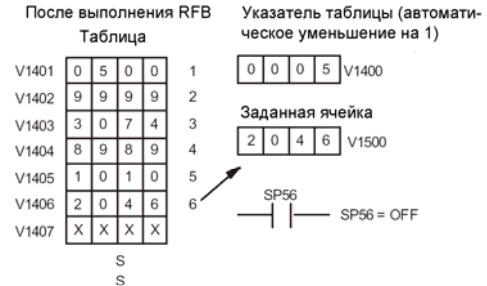 После выполнения RFB
Таблица
V1401 0 5 0 0 1
V1402 9 9 9 9 2
V1403 3 0 7 4 3
V1404 8 9 8 9 4
V1405 1 0 1 0 5
V1406 2 0 4 6 6
V1407 X X X X
S
S
Указатель таблицы (автомати-
ческое уменьшение на 1)
0 0 0 5 V1400
Заданная ячейка
2 0 4 6 V1500
SP56
SP56 = OFF